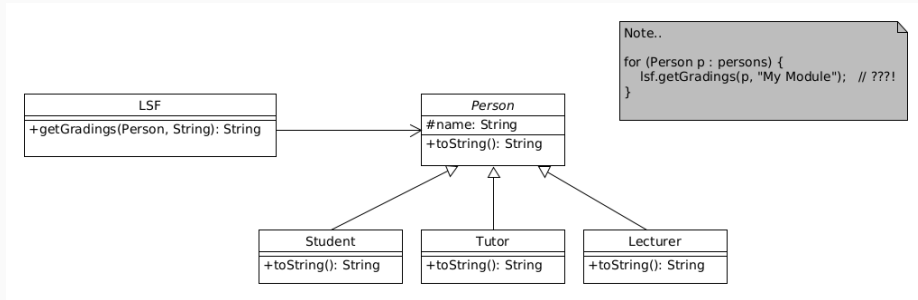 Note..
for (Person p : persons) {
    lsf.getGradings(p, "My Module");   // ???!
}
LSF
+getGradings(Person, String): String
Person
#name: String
+toString(): String
Student
+toString(): String
Tutor
+toString(): String
Lecturer
+toString(): String